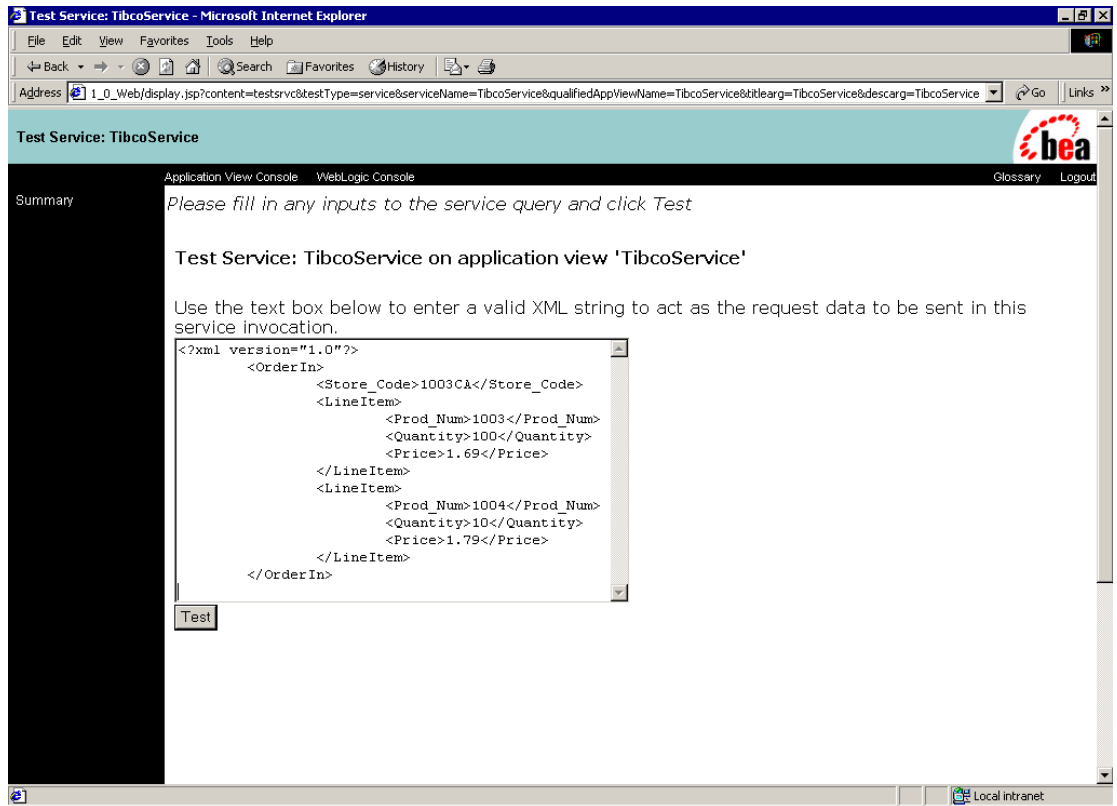 Test Service: TibcoService - Microsoft Internet Explorer
File Edit View Favorites Tools Help
Back Search Favorites History
Address 1_0_Web/display.jsp?content=testsrvc&testType=service&serviceName=TibcoService&qualifiedAppViewName=TibcoService&titlearg=TibcoService&descarg=TibcoService Go Links »
Test Service: TibcoService
bea
Application View Console WebLogic Console Glossary Logout
Summary
Please fill in any inputs to the service query and click Test
Test Service: TibcoService on application view 'TibcoService'
Use the text box below to enter a valid XML string to act as the request data to be sent in this
service invocation.
<?xml version="1.0"?>
<OrderIn>
<Store_Code>1003CA</Store_Code>
<LineItem>
<Prod_Num>1003</Prod_Num>
<Quantity>100</Quantity>
<Price>1.69</Price>
</LineItem>
<LineItem>
<Prod_Num>1004</Prod_Num>
<Quantity>10</Quantity>
<Price>1.79</Price>
</LineItem>
</OrderIn>
Test
Local intranet